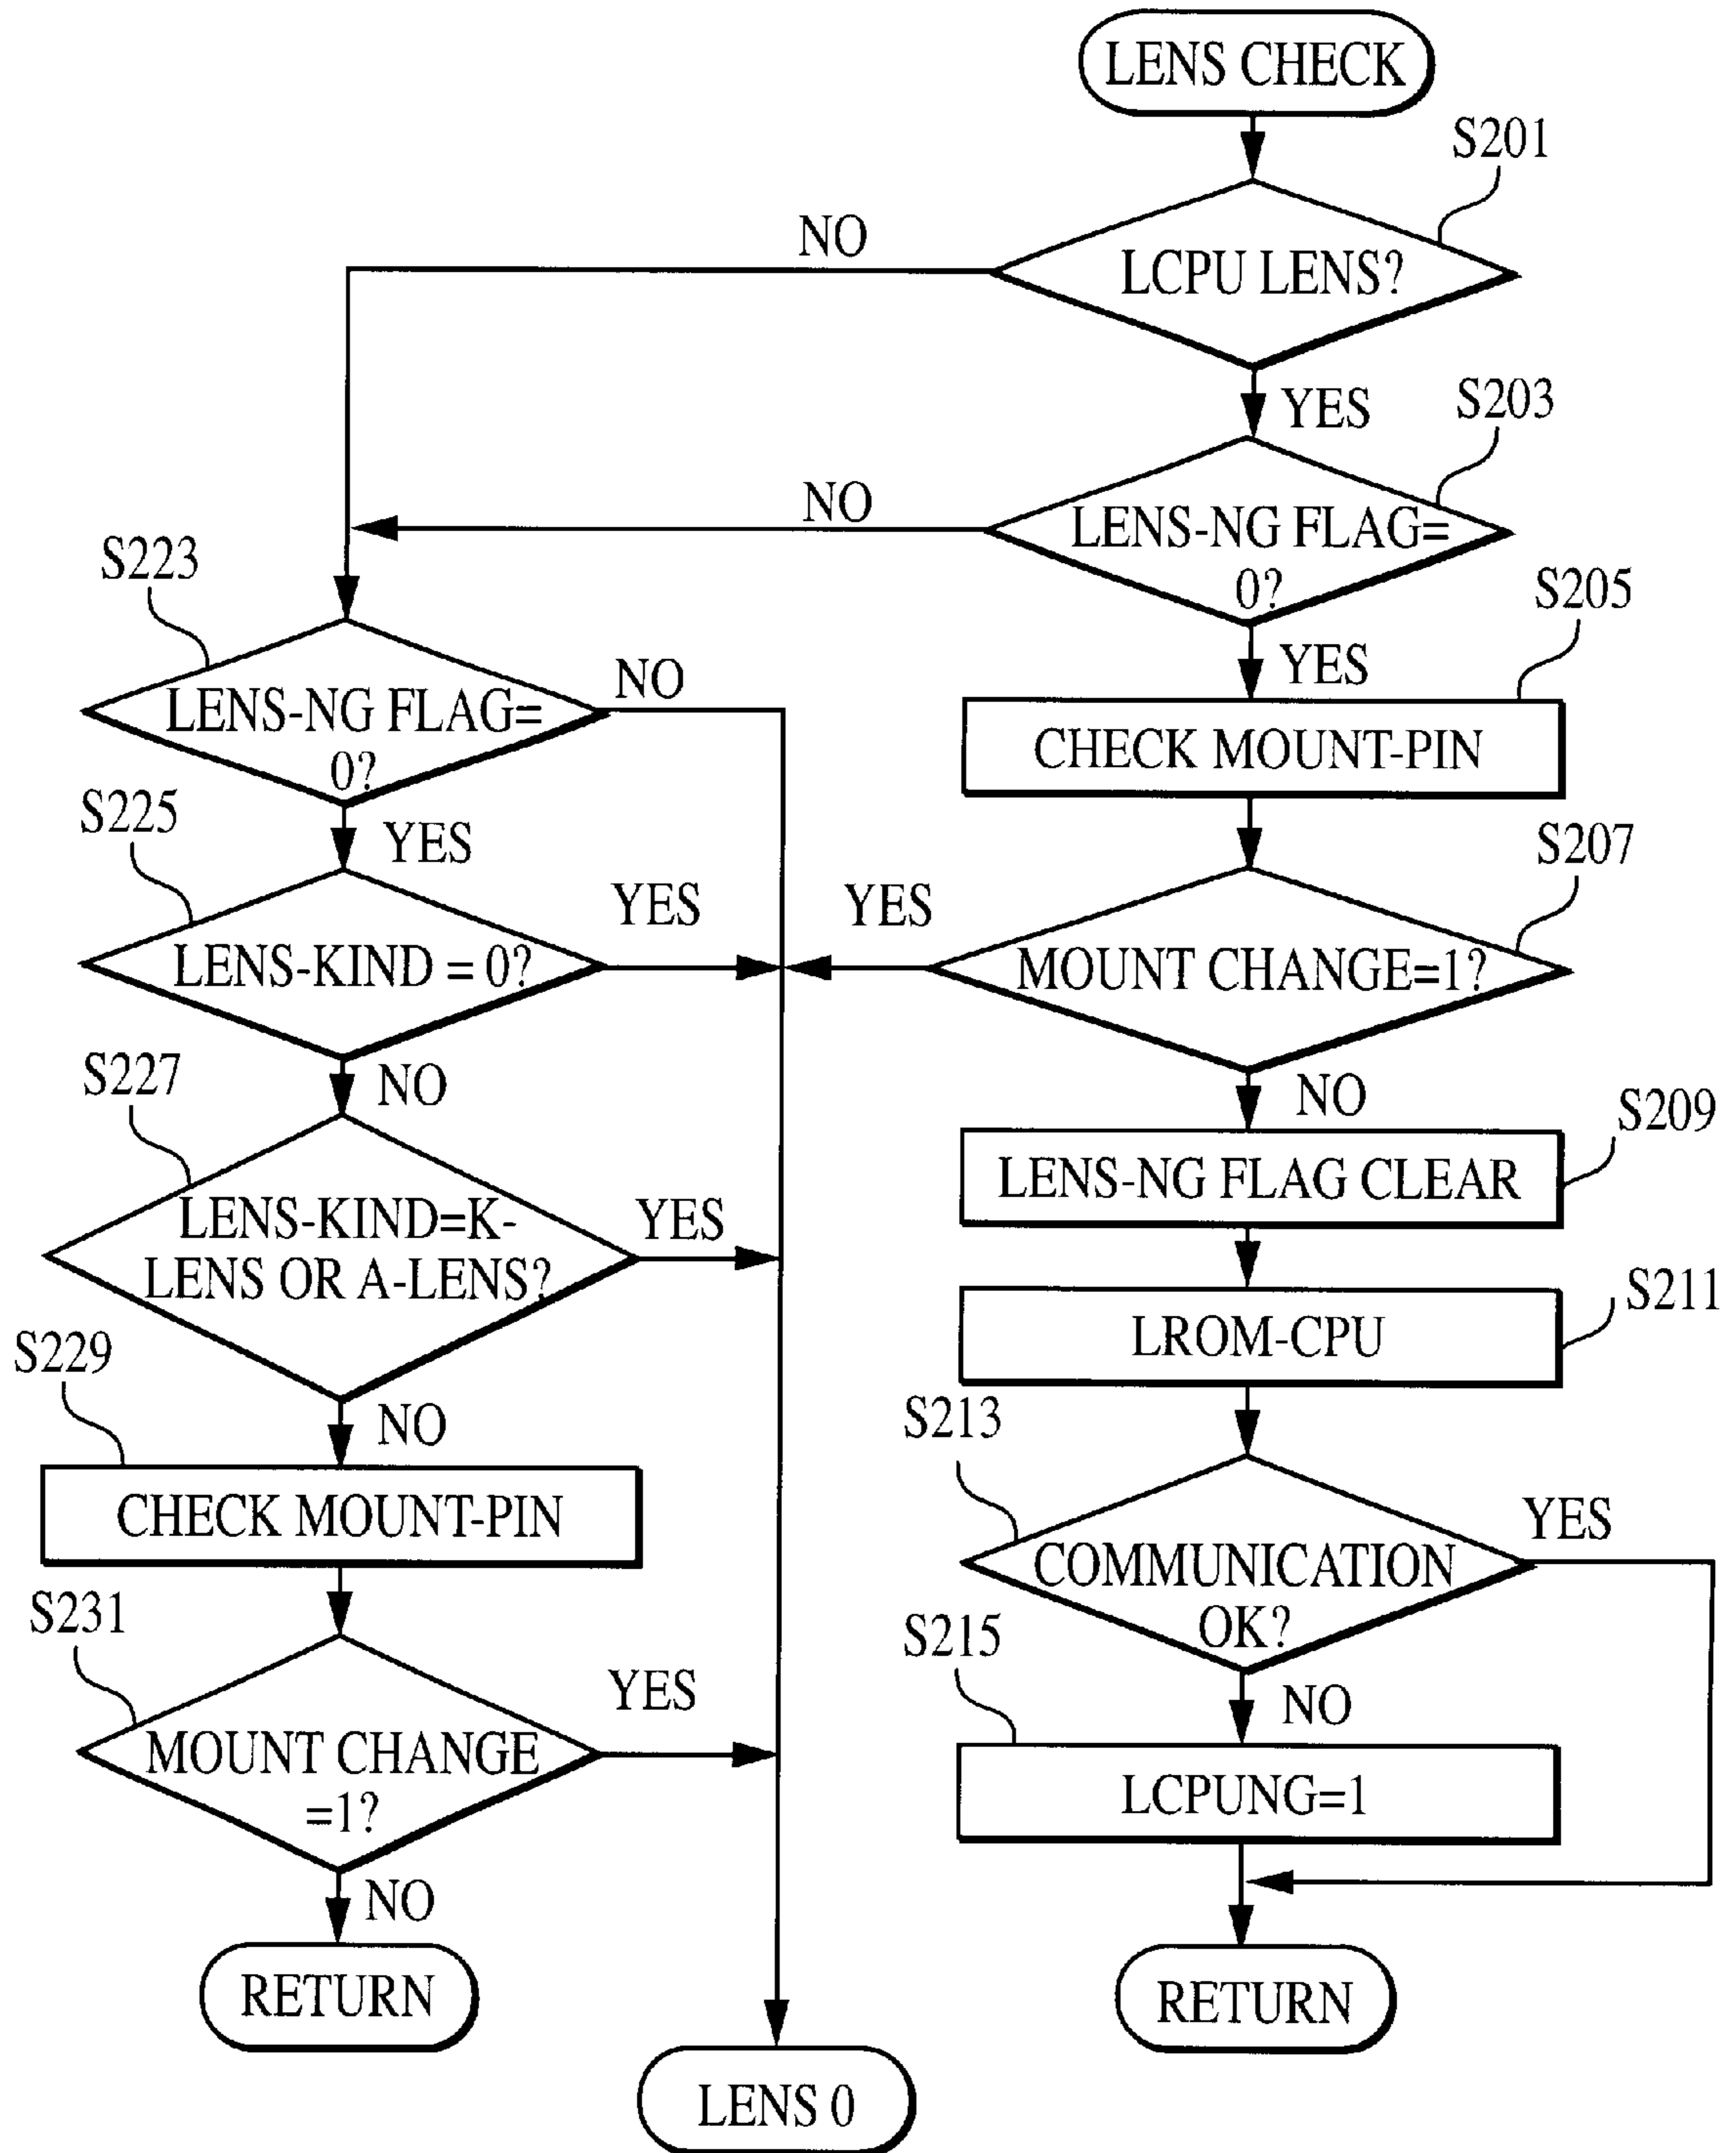 LENS CHECK
S201
LCPU LENS?
NO
YES
S203
LENS-NG FLAG=
0?
NO
YES
S205
CHECK MOUNT-PIN
S207
MOUNT CHANGE=1?
YES
NO
S209
LENS-NG FLAG CLEAR
S211
LROM-CPU
S213
COMMUNICATION
OK?
YES
NO
S215
LCPUNG=1
RETURN
S223
LENS-NG FLAG=
0?
NO
YES
S225
LENS-KIND = 0?
YES
NO
S227
LENS-KIND=K-
LENS OR A-LENS?
YES
NO
S229
CHECK MOUNT-PIN
S231
MOUNT CHANGE
=1?
YES
NO
RETURN
LENS 0